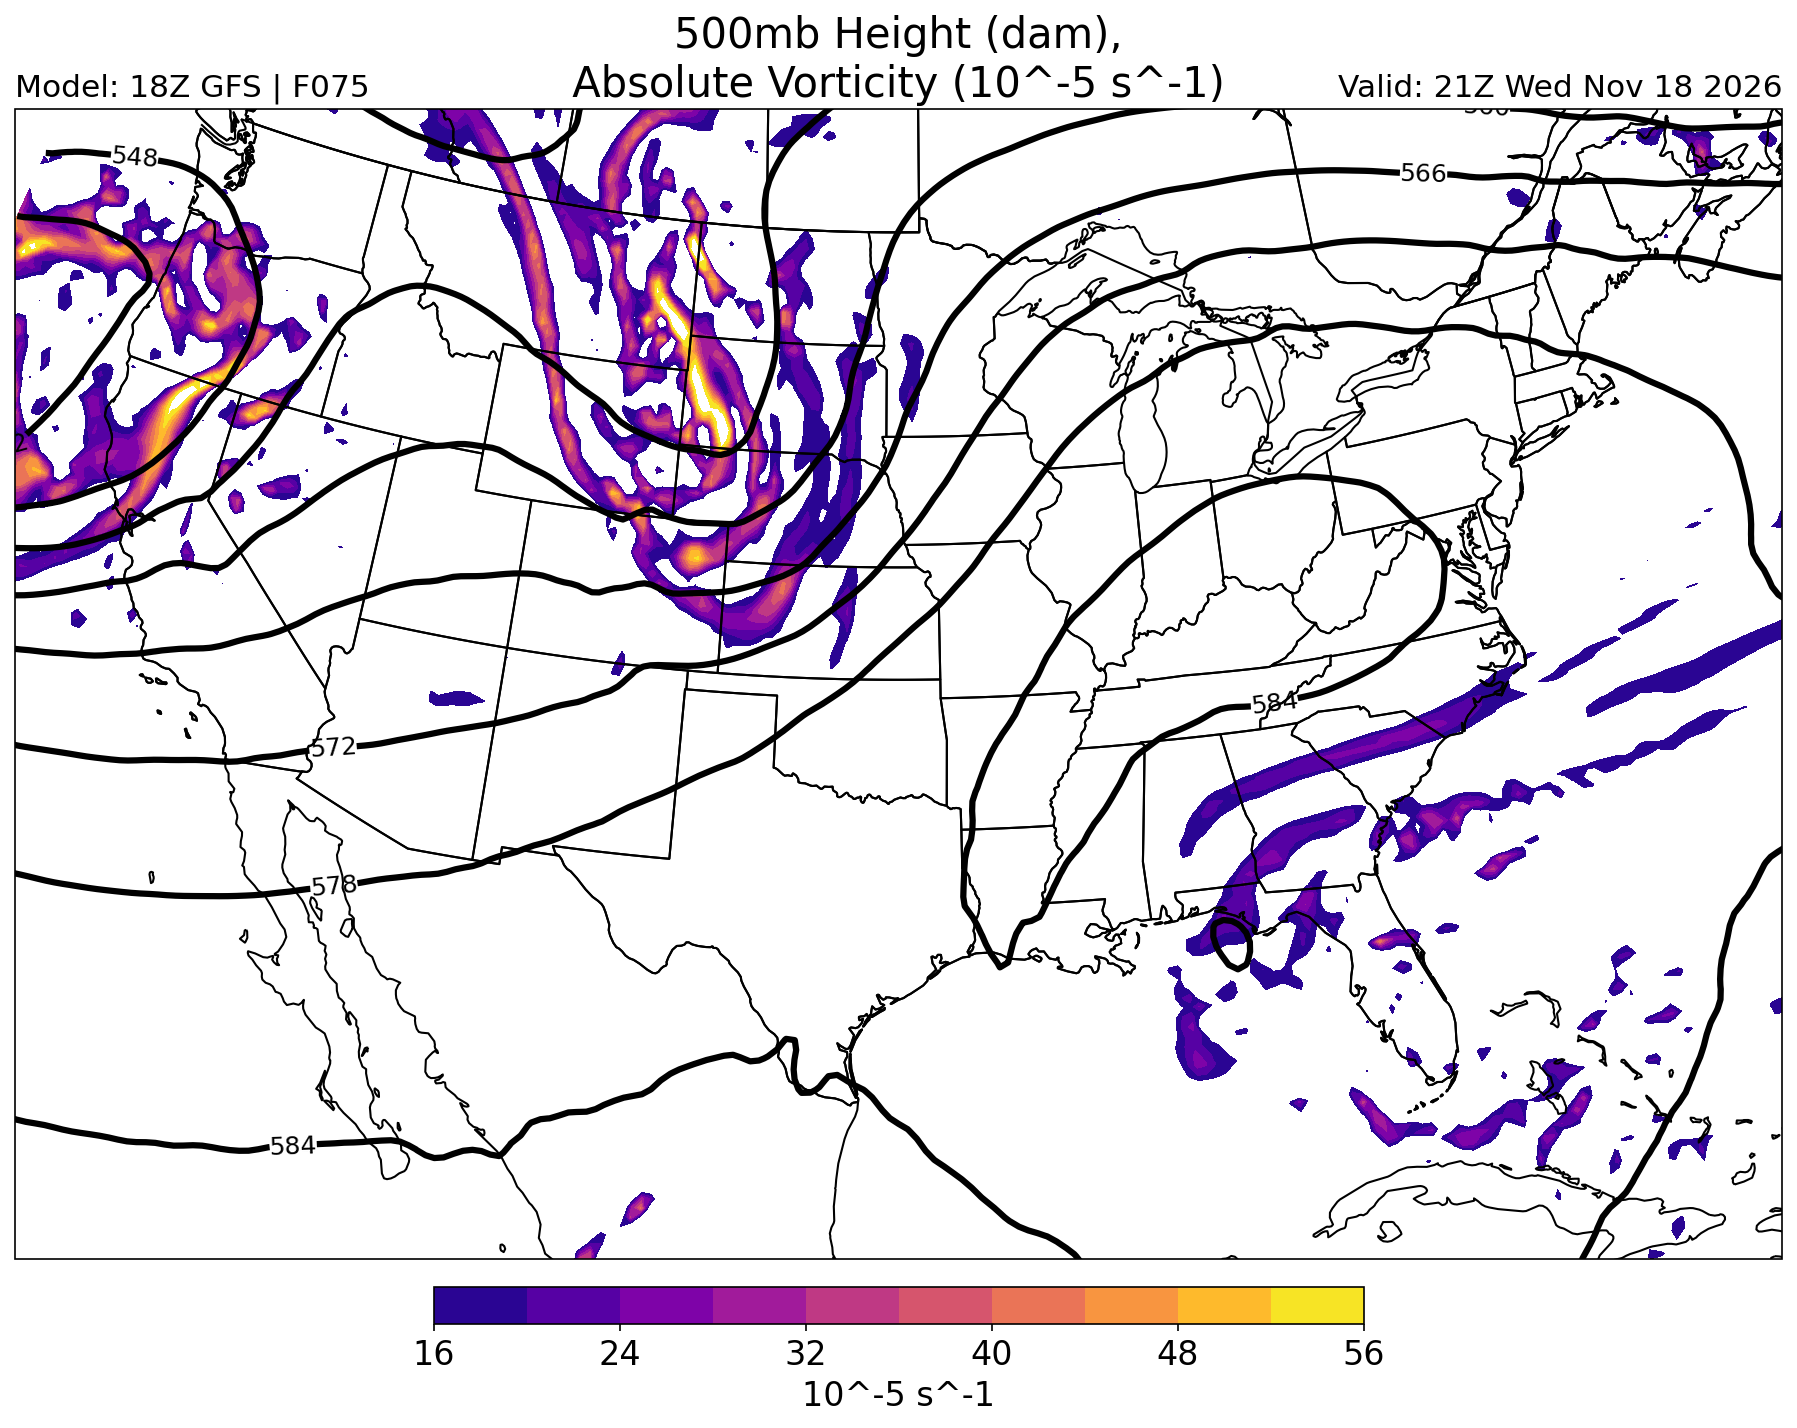 500mb Height (dam),
Model: 18Z GFS | F075
Absolute Vorticity (10^-5 s^-1)
Valid: 21Z Wed Nov 18 2026
548
566
584
572
578
584
16 24 32 40 48 56
10^-5 s^-1